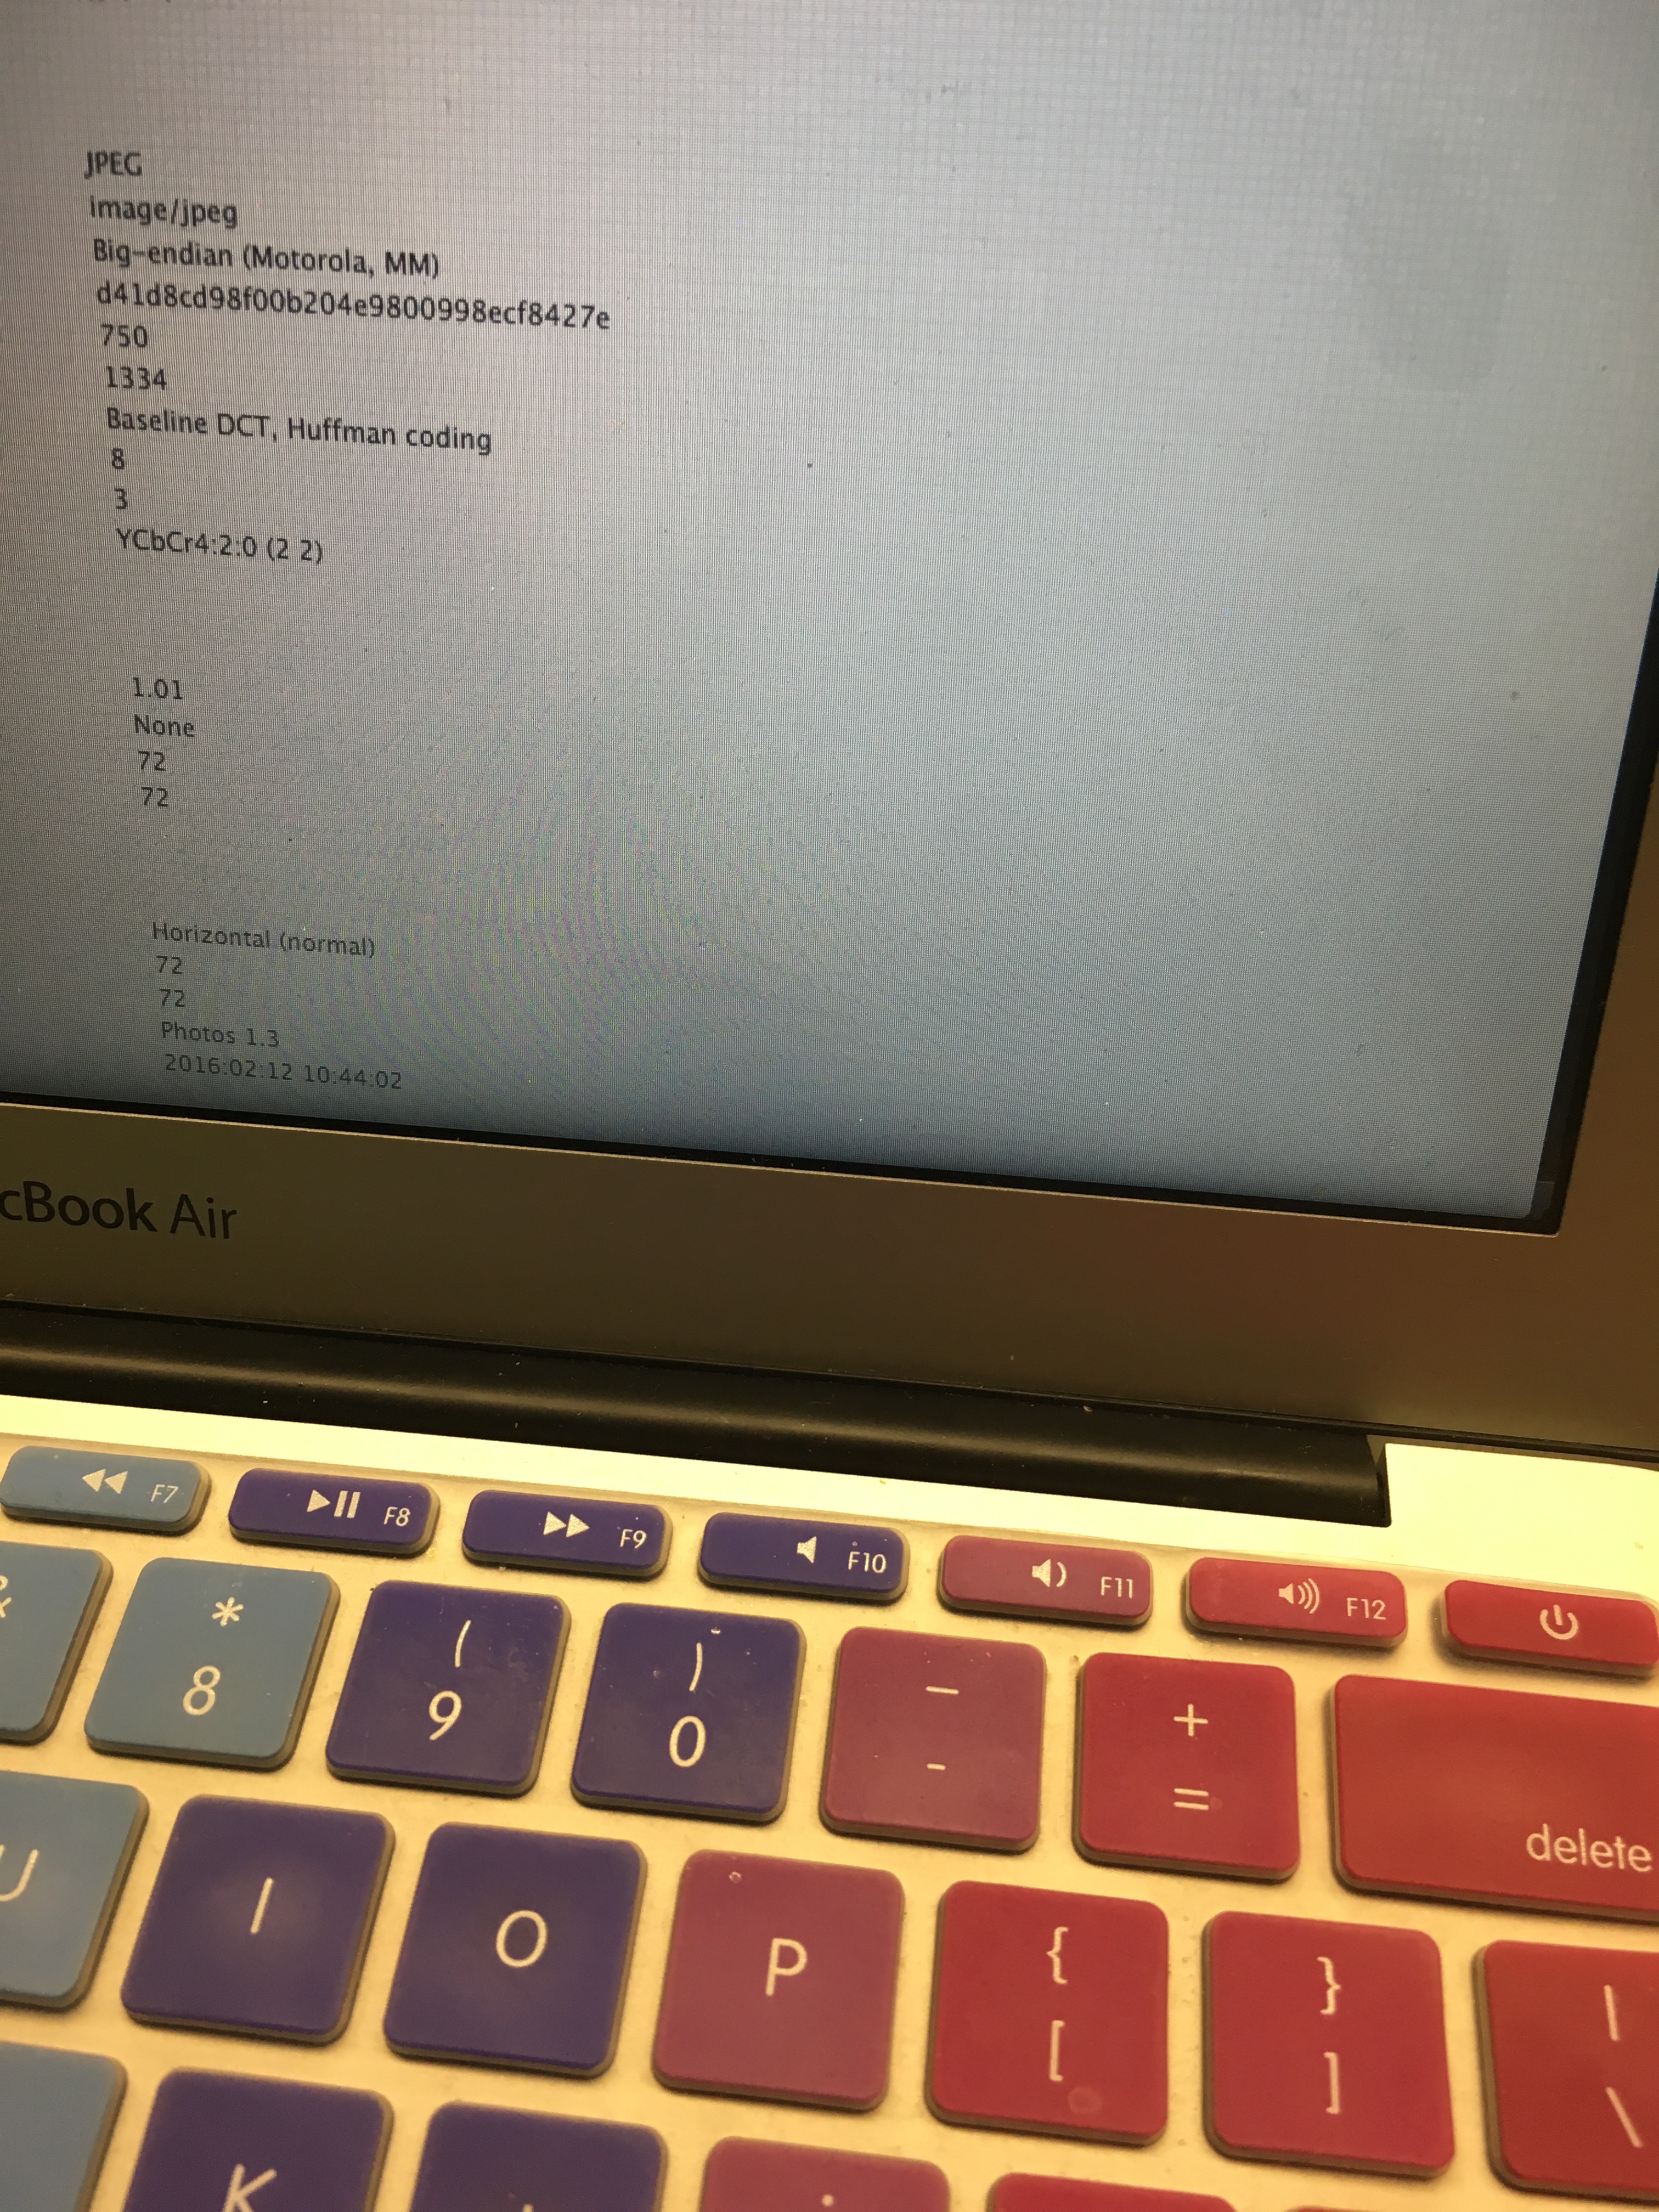 JPEG
image/jpeg
Big-endian (Motorola, MM)
d41d8cd98f00b204e9800998ecf8427e
750
1334
Baseline DCT, Huffman coding
8
3
YCbCr4:2:0 (2 2)
1.01
None
72
72
Horizontal (normal)
72
72
Photos 1.3
2016:02:12 10:44:02
cBook Air
F7 F8 F9 F10 F11 F12
* ( ) _ +
8 9 0 - = delete
U I O P { }
[ ] \
K